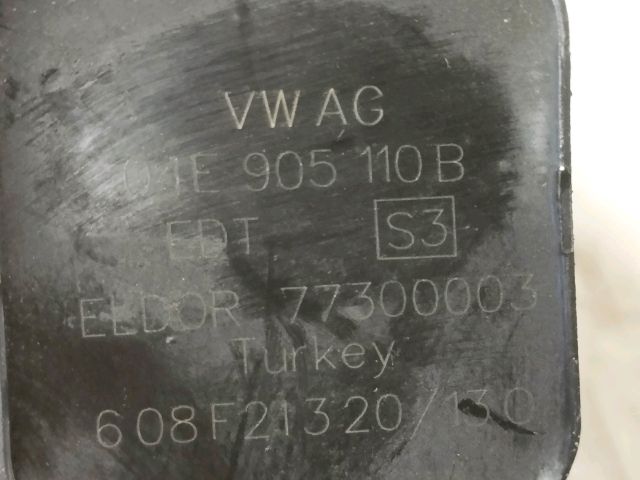 VW AG
04E 905 110 B
EDT S3
ELDOR 77300003
Turkey
608F21320/130